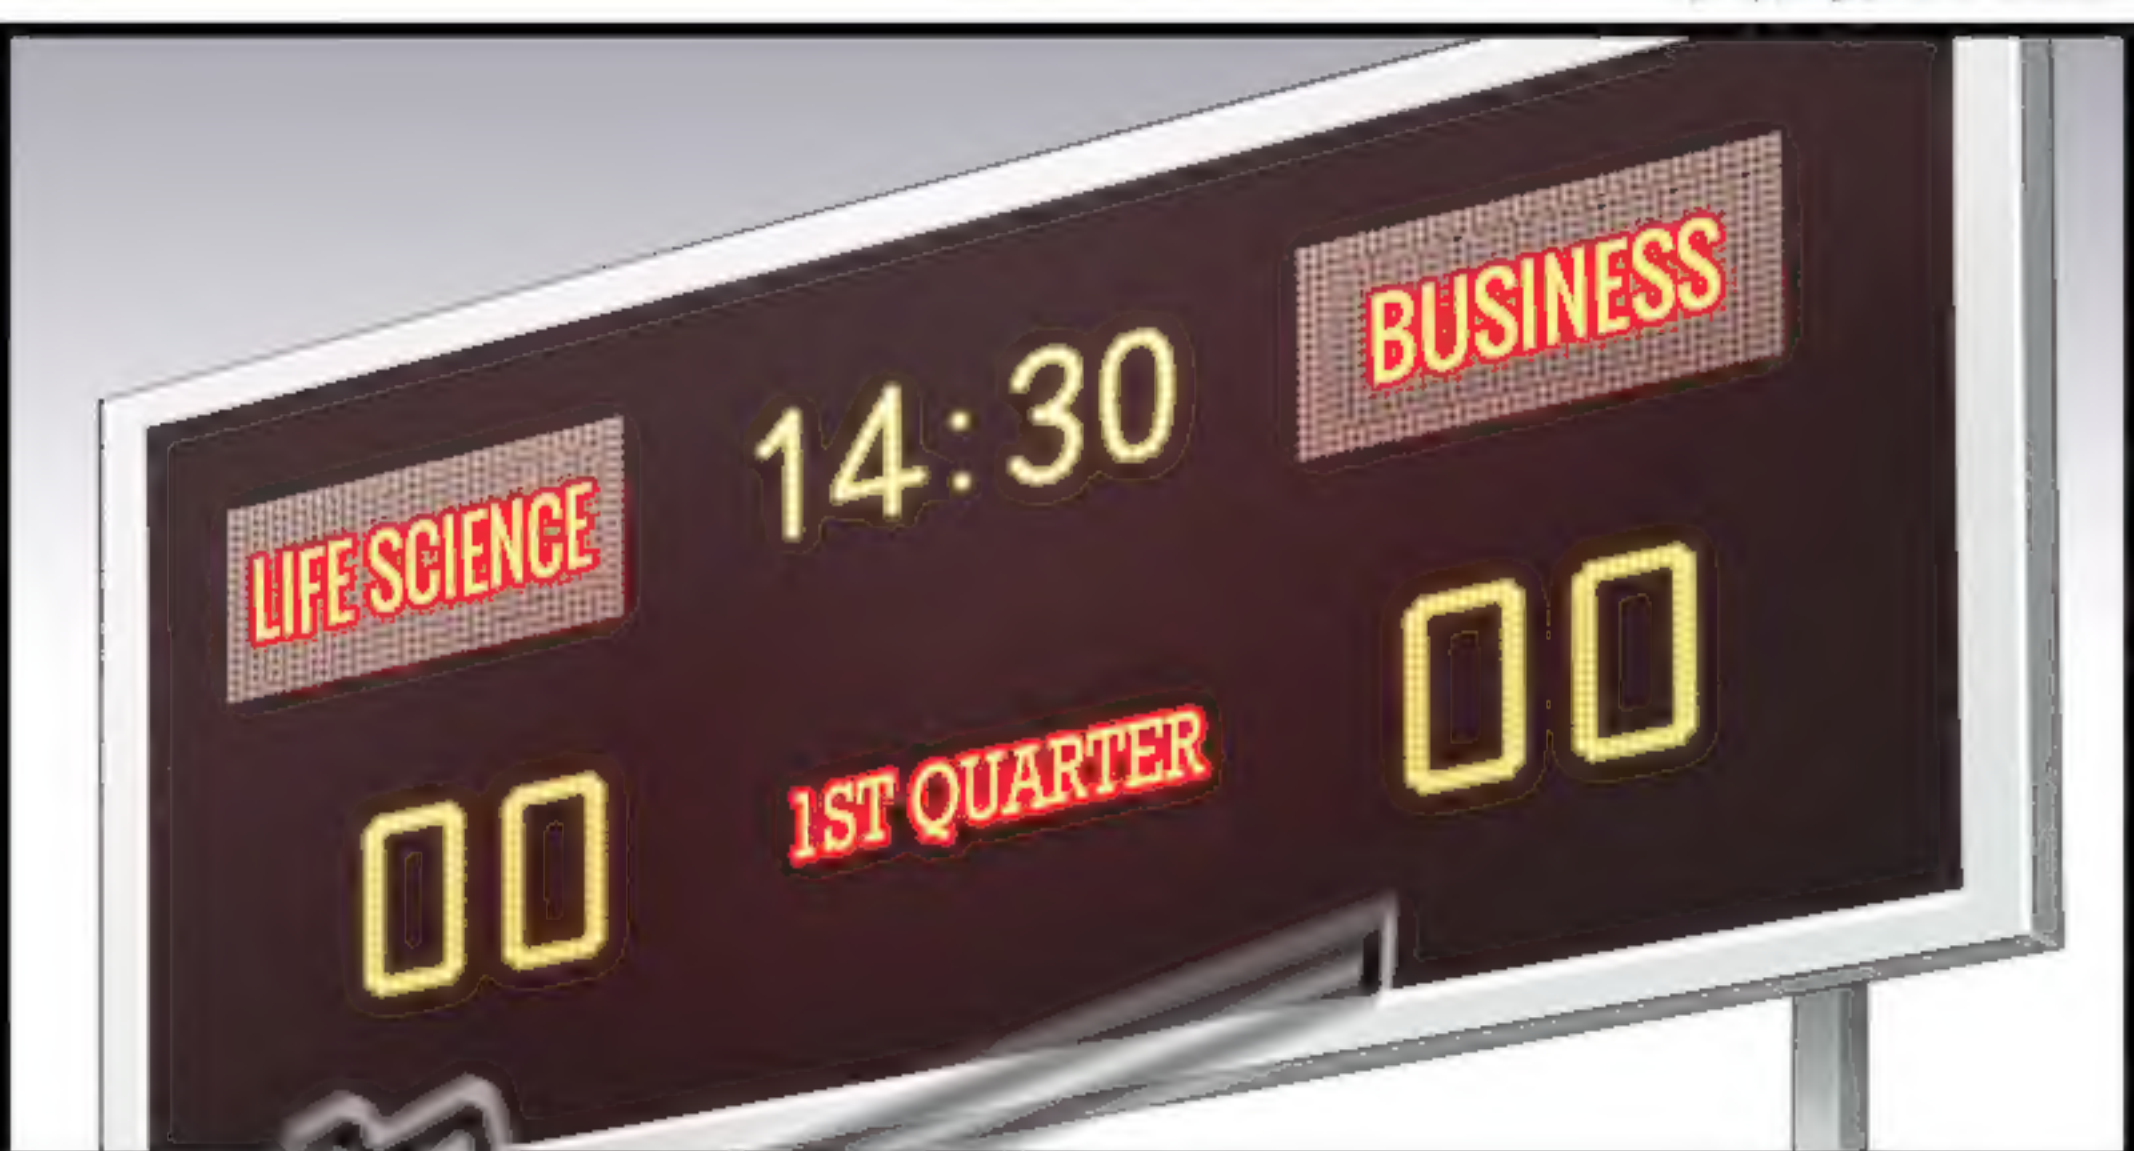 LIFE SCIENCE
14:30
BUSINESS
00
1ST QUARTER
00